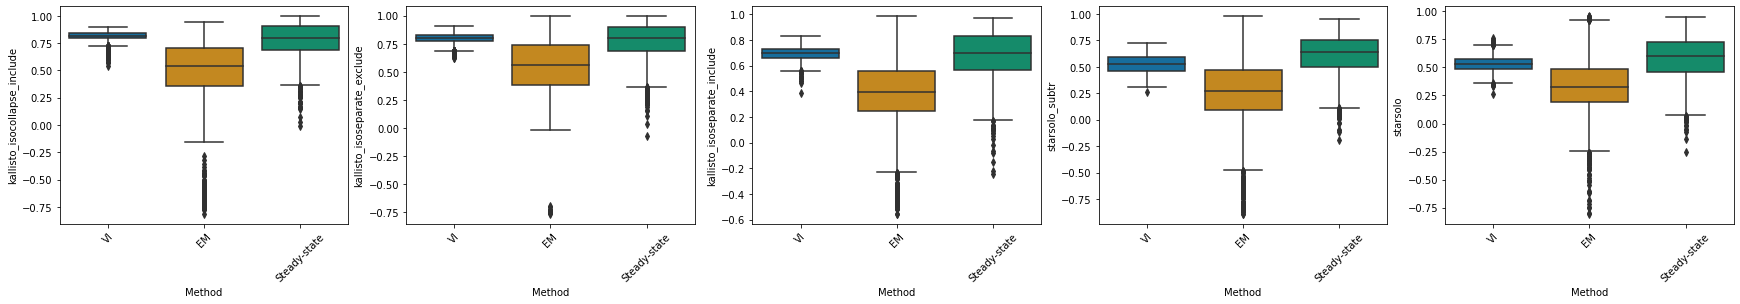 kallisto_isocollapse_include
1.00
0.75
0.50
0.25
0.00
−0.25
−0.50
−0.75
VI
EM
Steady-state
Method
kallisto_isoseparate_exclude
1.00
0.75
0.50
0.25
0.00
−0.25
−0.50
−0.75
VI
EM
Steady-state
Method
kallisto_isoseparate_include
1.0
0.8
0.6
0.4
0.2
0.0
−0.2
−0.4
−0.6
VI
EM
Steady-state
Method
starsolo_subtr
1.00
0.75
0.50
0.25
0.00
−0.25
−0.50
−0.75
VI
EM
Steady-state
Method
starsolo
1.00
0.75
0.50
0.25
0.00
−0.25
−0.50
−0.75
VI
EM
Steady-state
Method